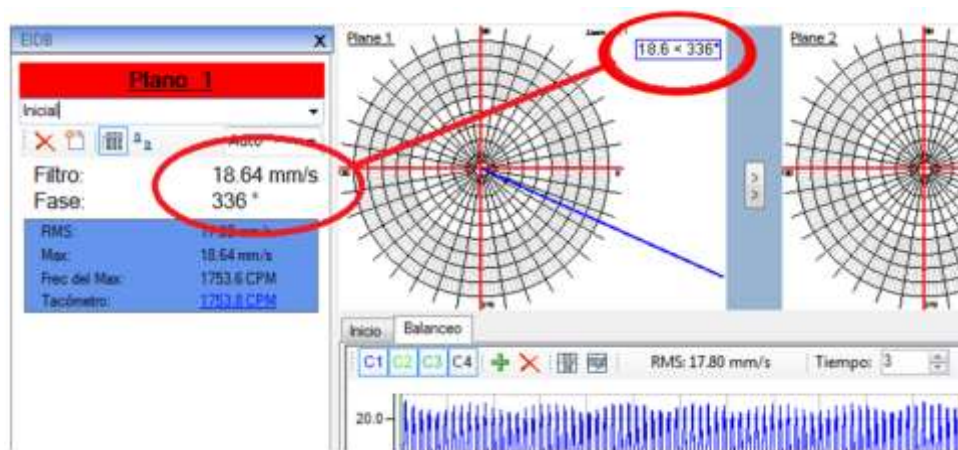 EIDB X
Plano 1
Inicial
Auto
Filtro: 18.64 mm/s
Fase: 336 °
RMS:
Max: 18.64 mm/s
Frec del Max: 1753.6 CPM
Tacómetro: 1753.8 CPM
Plane 1
18.6 < 336°
Plane 2
> >
Inicio Balanceo
C1 C2 C3 C4 RMS: 17.80 mm/s Tiempo: 3
20.0